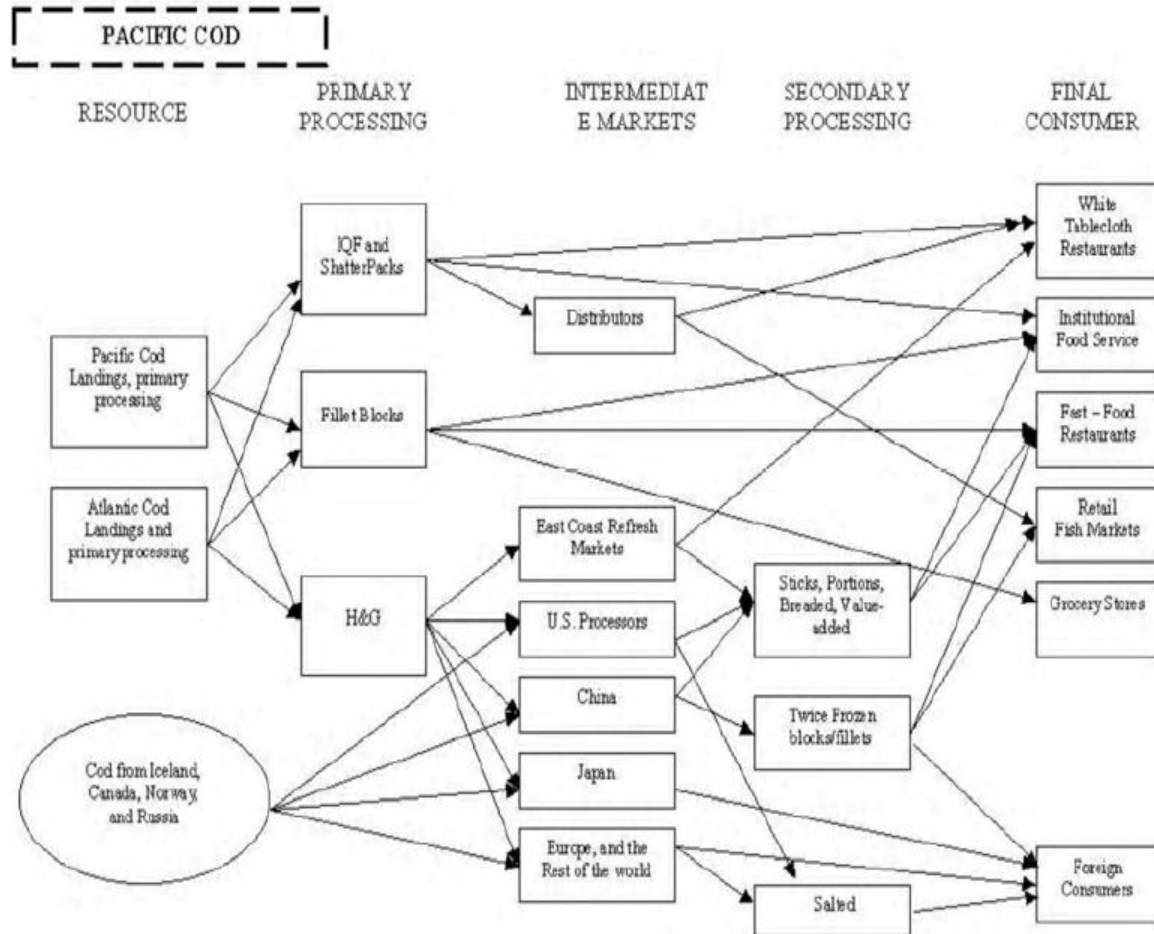 PACIFIC COD
RESOURCE
PRIMARY
PROCESSING
INTERMEDIAT
E MARKETS
SECONDARY
PROCESSING
FINAL
CONSUMER
IQF and
ShatterPacks
Fillet Blocks
H&G
Pacific Cod
Landings, primary
processing
Atlantic Cod
Landings and
primary processing
Cod from Iceland,
Canada, Norway,
and Russia
Distributors
East Coast Refresh
Markets
U.S. Processors
China
Japan
Europe, and the
Rest of the world
Sticks, Portions,
Breaded, Value-
added
Twice Frozen
blocks/fillets
Salted
White
Tablecloth
Restaurants
Institutional
Food Service
Fast – Food
Restaurants
Retail
Fish Markets
Grocery Stores
Foreign
Consumers